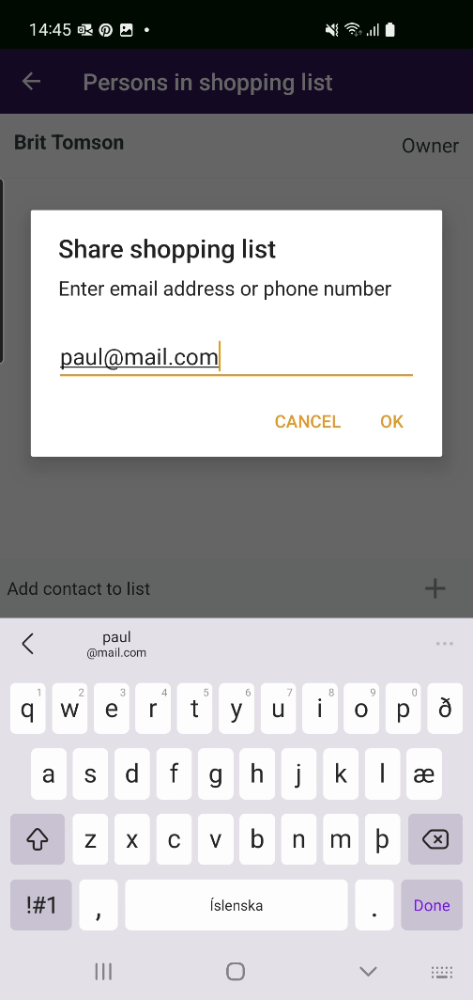 14:45
Persons in shopping list
Brit Tomson Owner
Share shopping list
Enter email address or phone number
paul@mail.com
CANCEL OK
Add contact to list
paul
@mail.com
1 2 3 4 5 6 7 8 9 0
q w e r t y u i o p ð
a s d f g h j k l æ
z x c v b n m þ
!#1 , Íslenska . Done